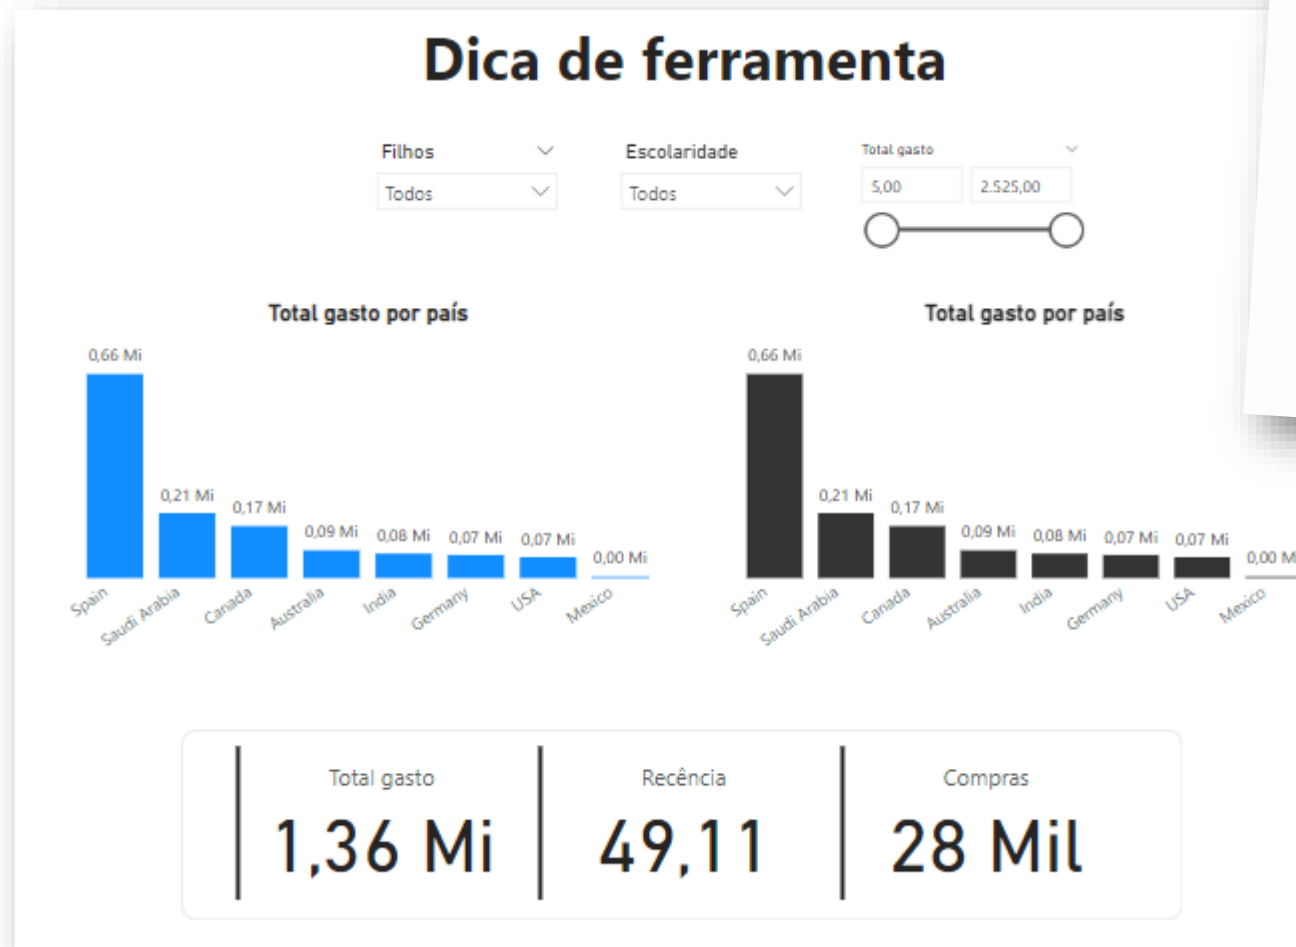 Dica de ferramenta
Filhos
Todos
Escolaridade
Todos
Total gasto
5,00 2.525,00
Total gasto por país
0,66 Mi
0,21 Mi
0,17 Mi
0,09 Mi
0,08 Mi
0,07 Mi
0,07 Mi
0,00 Mi
Spain
Saudi Arabia
Canada
Australia
India
Germany
USA
Mexico
Total gasto por país
0,66 Mi
0,21 Mi
0,17 Mi
0,09 Mi
0,08 Mi
0,07 Mi
0,07 Mi
0,00 M
Spain
Saudi Arabia
Canada
Australia
India
Germany
USA
Mexico
Total gasto
1,36 Mi
Recência
49,11
Compras
28 Mil